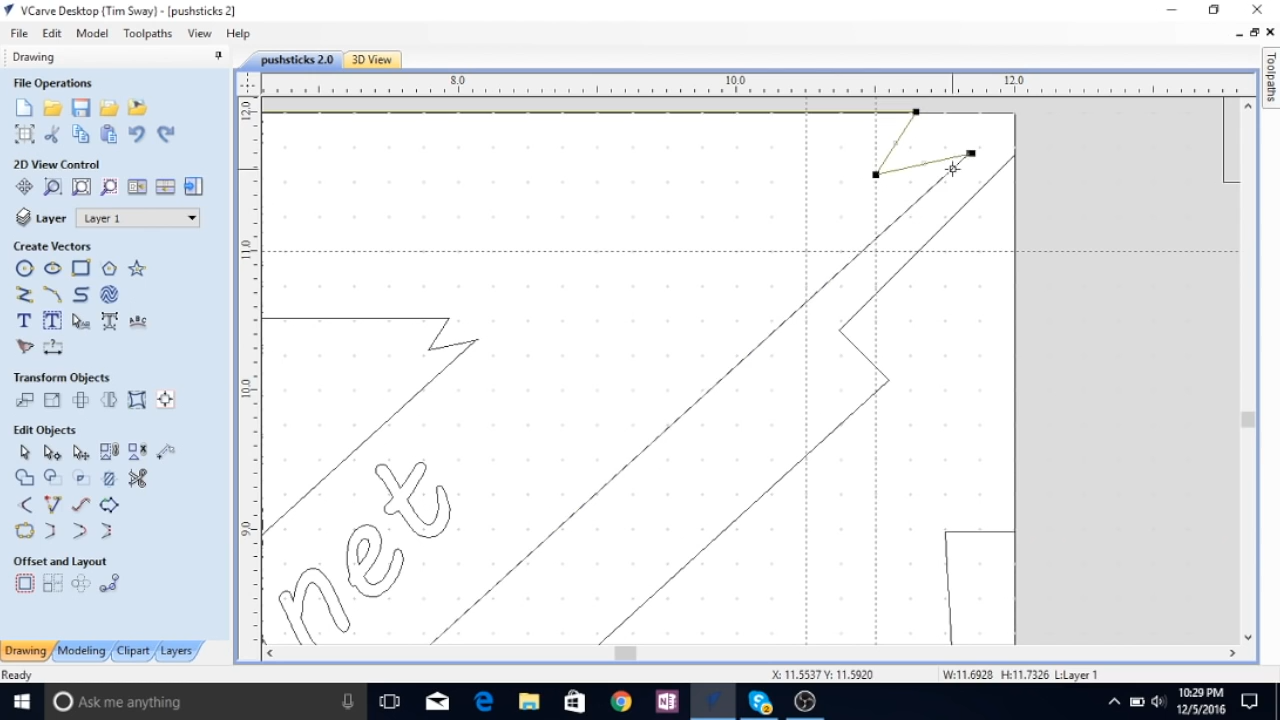 VCarve Desktop {Tim Sway} - [pushsticks 2]
File Edit Model Toolpaths View Help
Drawing
pushsticks 2.0 3D View
Toolpaths
File Operations
8.0 10.0 12.0
12.0
11.0
10.0
9.0
2D View Control
Layer Layer 1
Create Vectors
Transform Objects
Edit Objects
Offset and Layout
net
Drawing Modeling Clipart Layers
Ready X: 11.5537 Y: 11.5920 W:11.6928 H:11.7326 L:Layer 1
Ask me anything
10:29 PM
12/5/2016